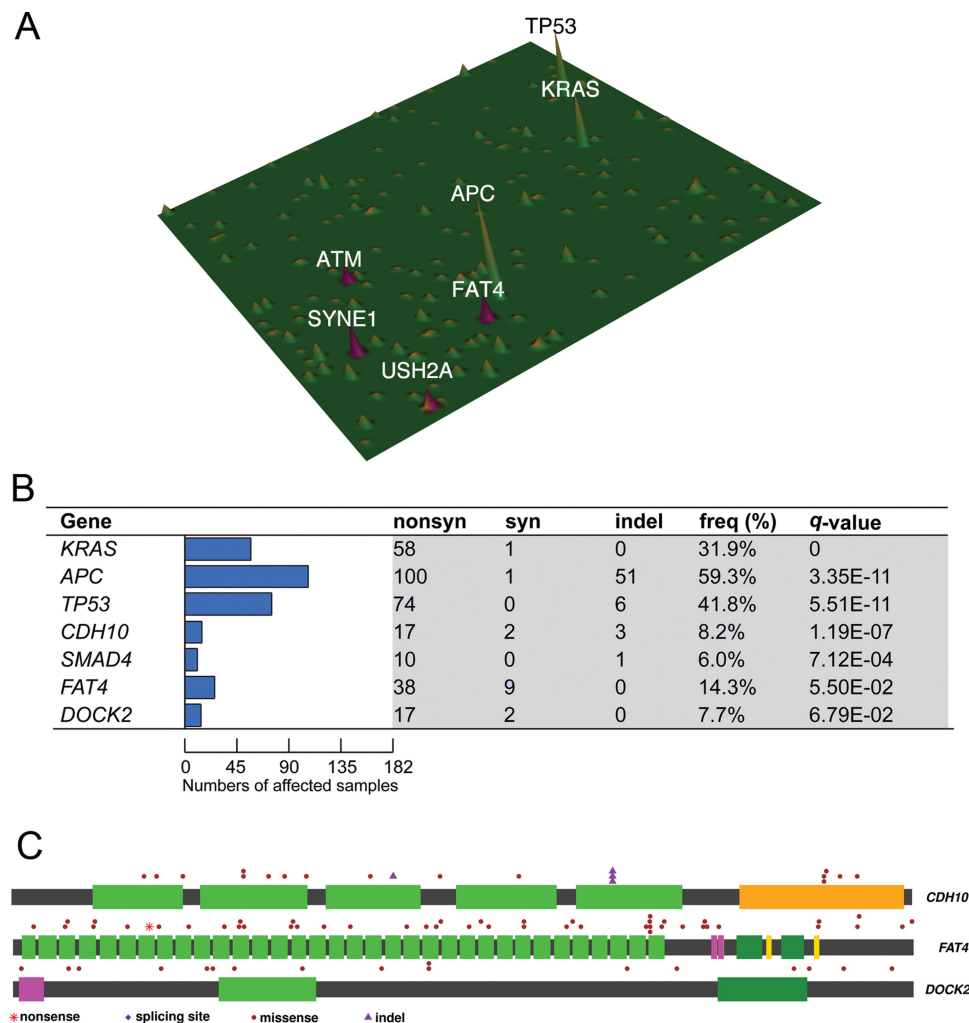 A
TP53
KRAS
APC
ATM
FAT4
SYNE1
USH2A
B
Gene nonsyn syn indel freq (%) q-value
KRAS 58 1 0 31.9% 0
APC 100 1 51 59.3% 3.35E-11
TP53 74 0 6 41.8% 5.51E-11
CDH10 17 2 3 8.2% 1.19E-07
SMAD4 10 0 1 6.0% 7.12E-04
FAT4 38 9 0 14.3% 5.50E-02
DOCK2 17 2 0 7.7% 6.79E-02
0 45 90 135 182
Numbers of affected samples
C
CDH10
FAT4
DOCK2
nonsense splicing site missense indel